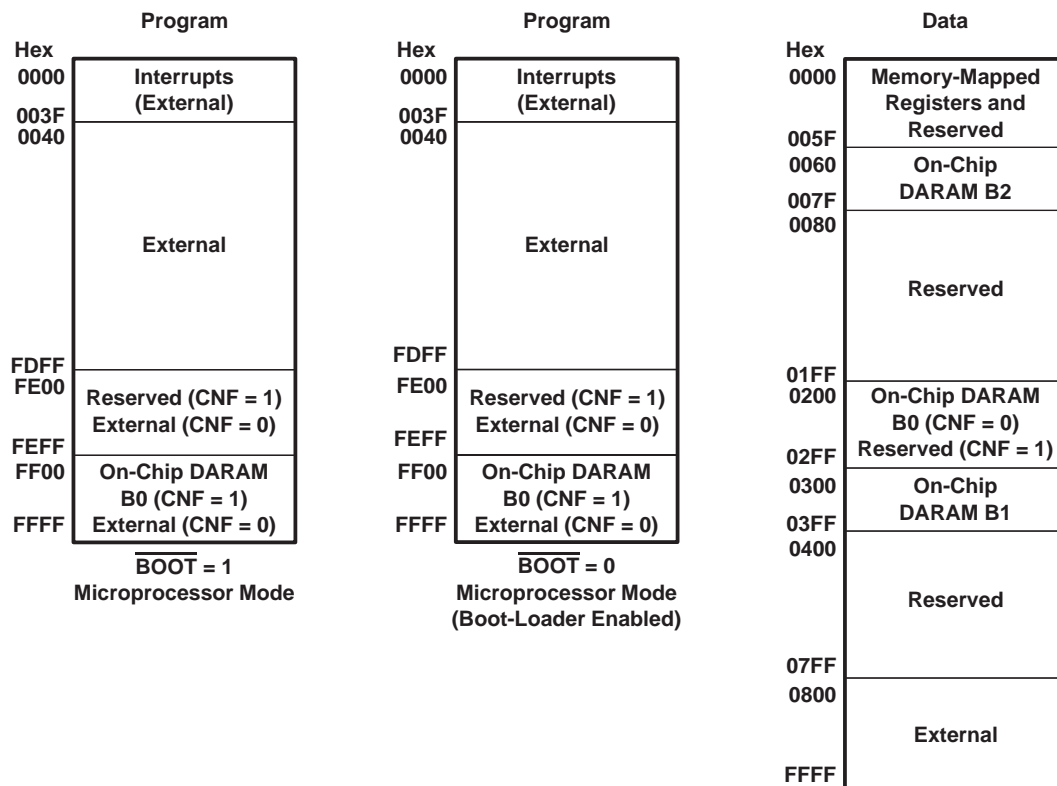 Program
Hex
0000
Interrupts
(External)
003F
0040
External
FDFF
FE00
Reserved (CNF = 1)
External (CNF = 0)
FEFF
FF00
On-Chip DARAM
B0 (CNF = 1)
FFFF
External (CNF = 0)
BOOT = 1
Microprocessor Mode
Program
Hex
0000
Interrupts
(External)
003F
0040
External
FDFF
FE00
Reserved (CNF = 1)
External (CNF = 0)
FEFF
FF00
On-Chip DARAM
B0 (CNF = 1)
FFFF
External (CNF = 0)
BOOT = 0
Microprocessor Mode
(Boot-Loader Enabled)
Data
Hex
0000
Memory-Mapped
Registers and
Reserved
005F
0060
On-Chip
DARAM B2
007F
0080
Reserved
01FF
0200
On-Chip DARAM
B0 (CNF = 0)
Reserved (CNF = 1)
02FF
0300
On-Chip
DARAM B1
03FF
0400
Reserved
07FF
0800
External
FFFF